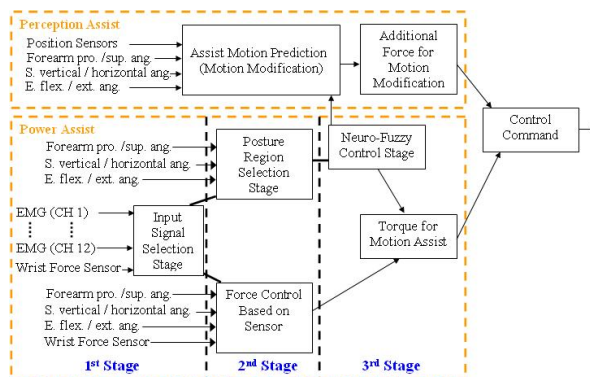 Perception Assist
Position Sensors
Forearm pro. /sup. ang.
S. vertical / horizontal ang.
E. flex. / ext. ang.
Assist Motion Prediction
(Motion Modification)
Additional
Force for
Motion
Modification
Control
Command
Power Assist
Forearm pro. /sup. ang.
S. vertical / horizontal ang.
E. flex. / ext. ang.
Posture
Region
Selection
Stage
Neuro-Fuzzy
Control Stage
EMG (CH 1)
EMG (CH 12)
Wrist Force Sensor
Input
Signal
Selection
Stage
Torque for
Motion Assist
Forearm pro. /sup. ang.
S. vertical / horizontal ang.
E. flex. / ext. ang.
Wrist Force Sensor
Force Control
Based on
Sensor
1st Stage
2nd Stage
3rd Stage